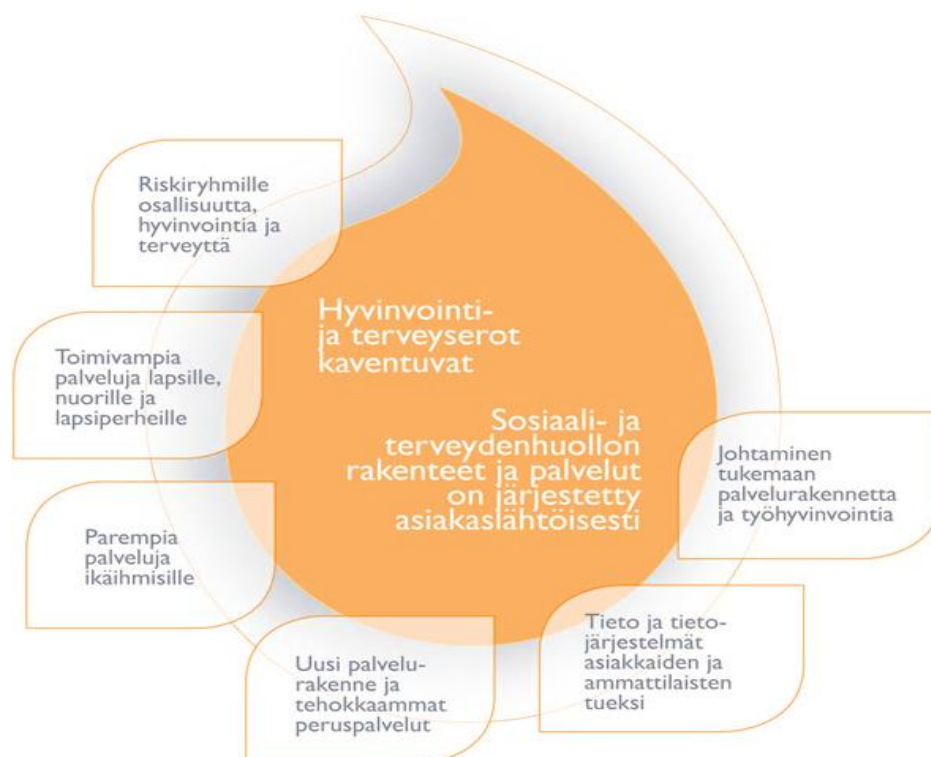 Riskiryhmille
osallisuutta,
hyvinvointia ja
terveyttä
Hyvinvointi-
ja terveyserot
kaventuvat
Toimivampia
palveluja lapsille,
nuorille ja
lapsiperheille
Sosiaali- ja
terveydenhuollon
rakenteet ja palvelut
on järjestetty
asiakaslähtöisesti
Johtaminen
tukemaan
palvelurakennetta
ja työhyvinvointia
Parempia
palveluja
ikäihmisille
Tieto ja tieto-
järjestelmät
asiakkaiden ja
ammattilaisten
tueksi
Uusi palvelu-
rakenne ja
tehokkaammat
peruspalvelut